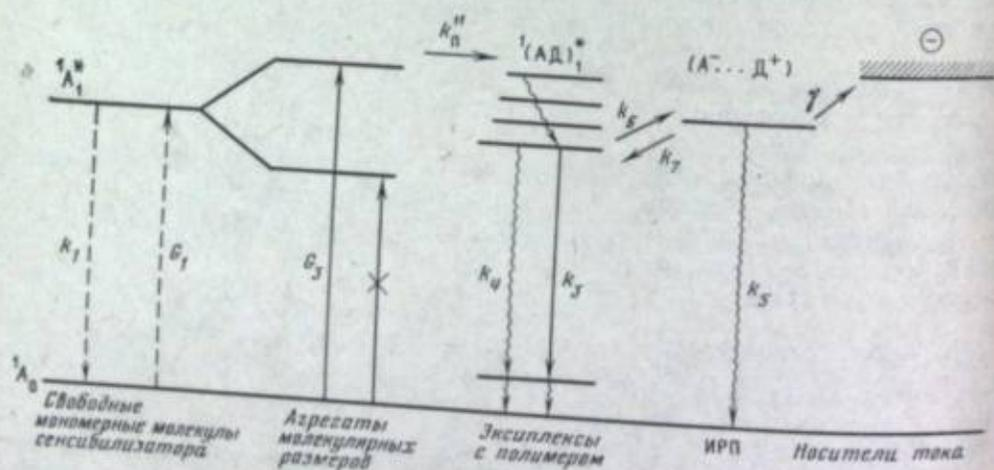 ¹A₁*
k₁
G₁
G₃
kₙ"
¹(АД)₁*
k₄
k₃
k₆
k₇
(A⁻...Д⁺)
k₅
γ
⊖
¹A₀
Свободные
мономерные молекулы
сенсибилизатора
Агрегаты
молекулярных
размеров
Эксиплексы
с полимером
ИРП
Носители тока